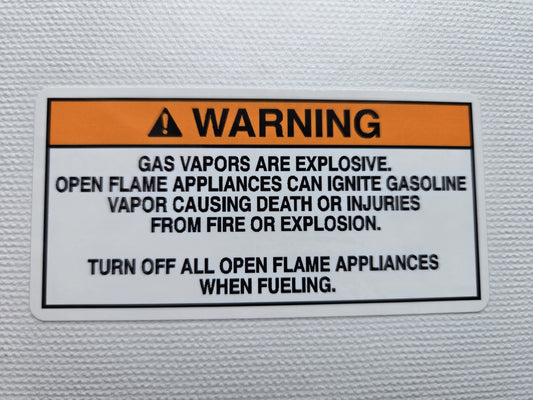 WARNING
GAS VAPORS ARE EXPLOSIVE.
OPEN FLAME APPLIANCES CAN IGNITE GASOLINE
VAPOR CAUSING DEATH OR INJURIES
FROM FIRE OR EXPLOSION.
TURN OFF ALL OPEN FLAME APPLIANCES
WHEN FUELING.